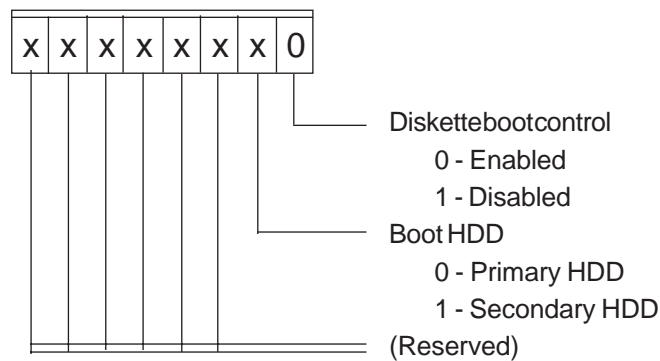 x x x x x x x 0
Diskettebootcontrol
0 - Enabled
1 - Disabled
Boot HDD
0 - Primary HDD
1 - Secondary HDD
(Reserved)